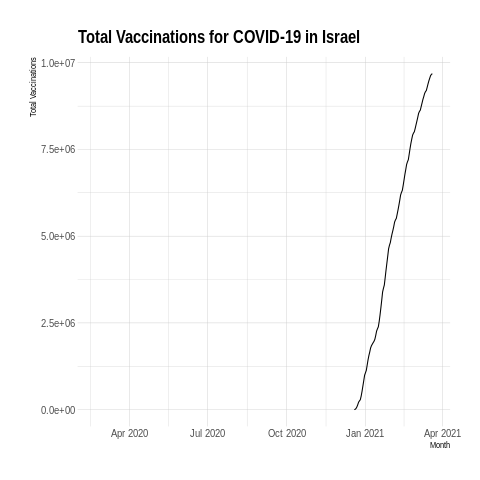 Total Vaccinations for COVID-19 in Israel
Total Vaccinations
1.0e+07
7.5e+06
5.0e+06
2.5e+06
0.0e+00
Apr 2020 Jul 2020 Oct 2020 Jan 2021 Apr 2021
Month